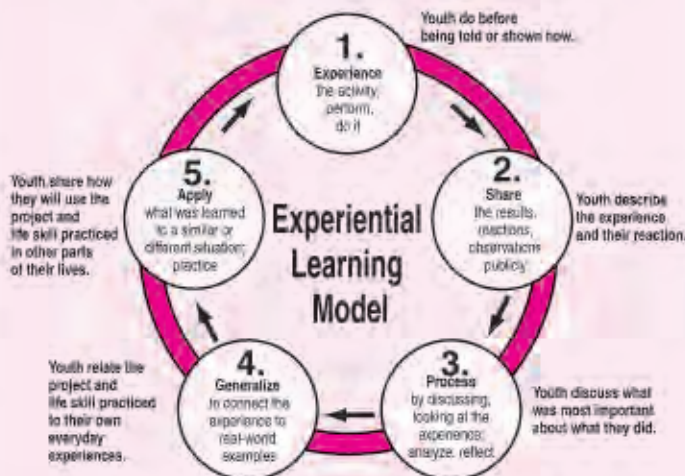 1.
Experience
the activity;
perform,
do it
Youth do before
being told or shown how.
2.
Share
the results,
reactions,
observations
publicly
Youth describe
the experience
and their reaction.
3.
Process
by discussing,
looking at the
experience;
analyze, reflect
Youth discuss what
was most important
about what they did.
4.
Generalize
to connect the
experience to
real-world
examples
Youth relate the
project and
life skill practiced
to their own
everyday
experiences.
5.
Apply
what was learned
to a similar or
different situation;
practice
Youth share how
they will use the
project and
life skill practiced
in other parts
of their lives.
Experiential
Learning
Model